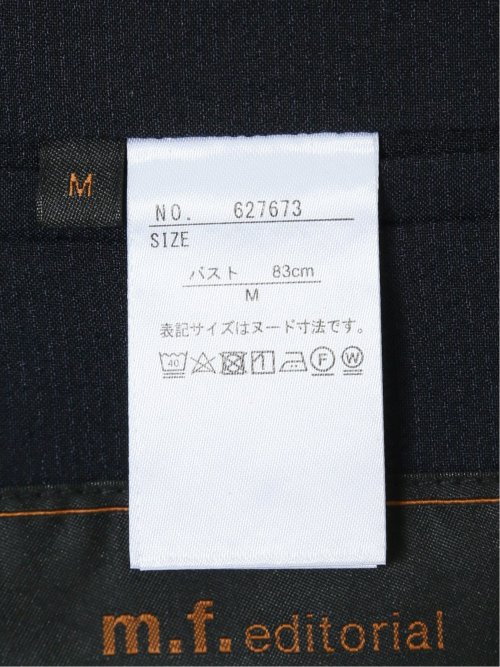 M
NO. 627673
SIZE
バスト 83cm
M
表記サイズはヌード寸法です。
40 F W
m.f.editorial